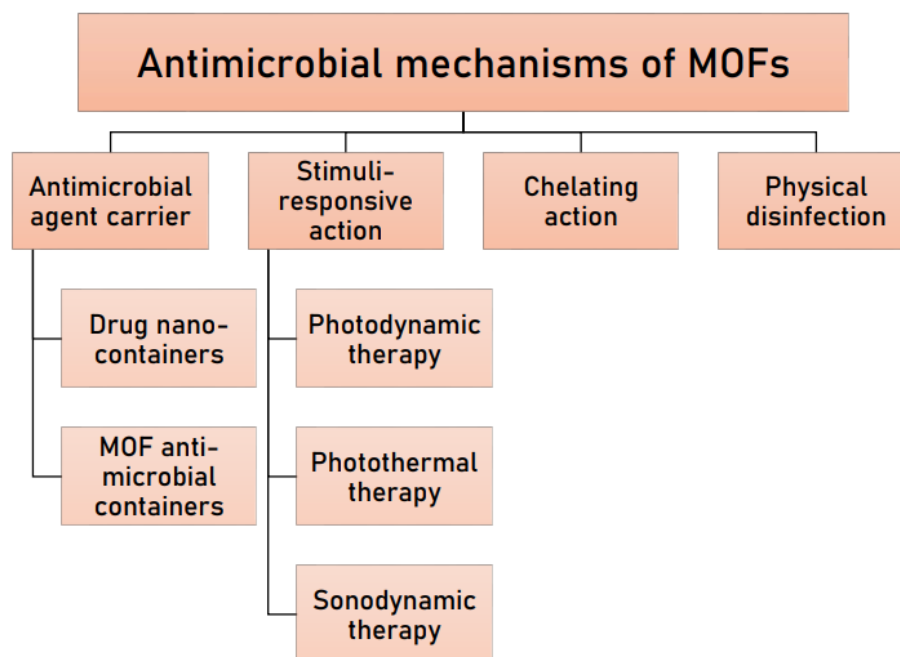 Antimicrobial mechanisms of MOFs
Antimicrobial
agent carrier
Stimuli-
responsive
action
Chelating
action
Physical
disinfection
Drug nano-
containers
MOF anti-
microbial
containers
Photodynamic
therapy
Photothermal
therapy
Sonodynamic
therapy